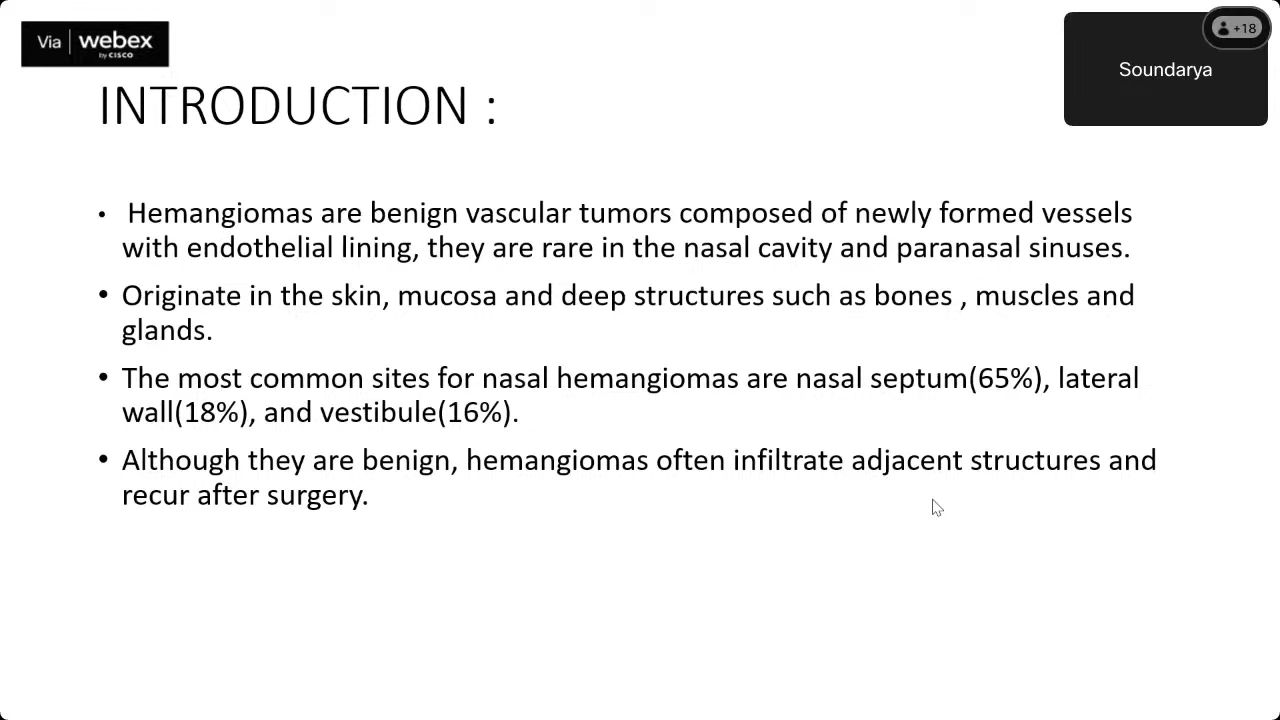 Via webex
by CISCO
+18
Soundarya
INTRODUCTION :
• Hemangiomas are benign vascular tumors composed of newly formed vessels
with endothelial lining, they are rare in the nasal cavity and paranasal sinuses.
• Originate in the skin, mucosa and deep structures such as bones , muscles and
glands.
• The most common sites for nasal hemangiomas are nasal septum(65%), lateral
wall(18%), and vestibule(16%).
• Although they are benign, hemangiomas often infiltrate adjacent structures and
recur after surgery.